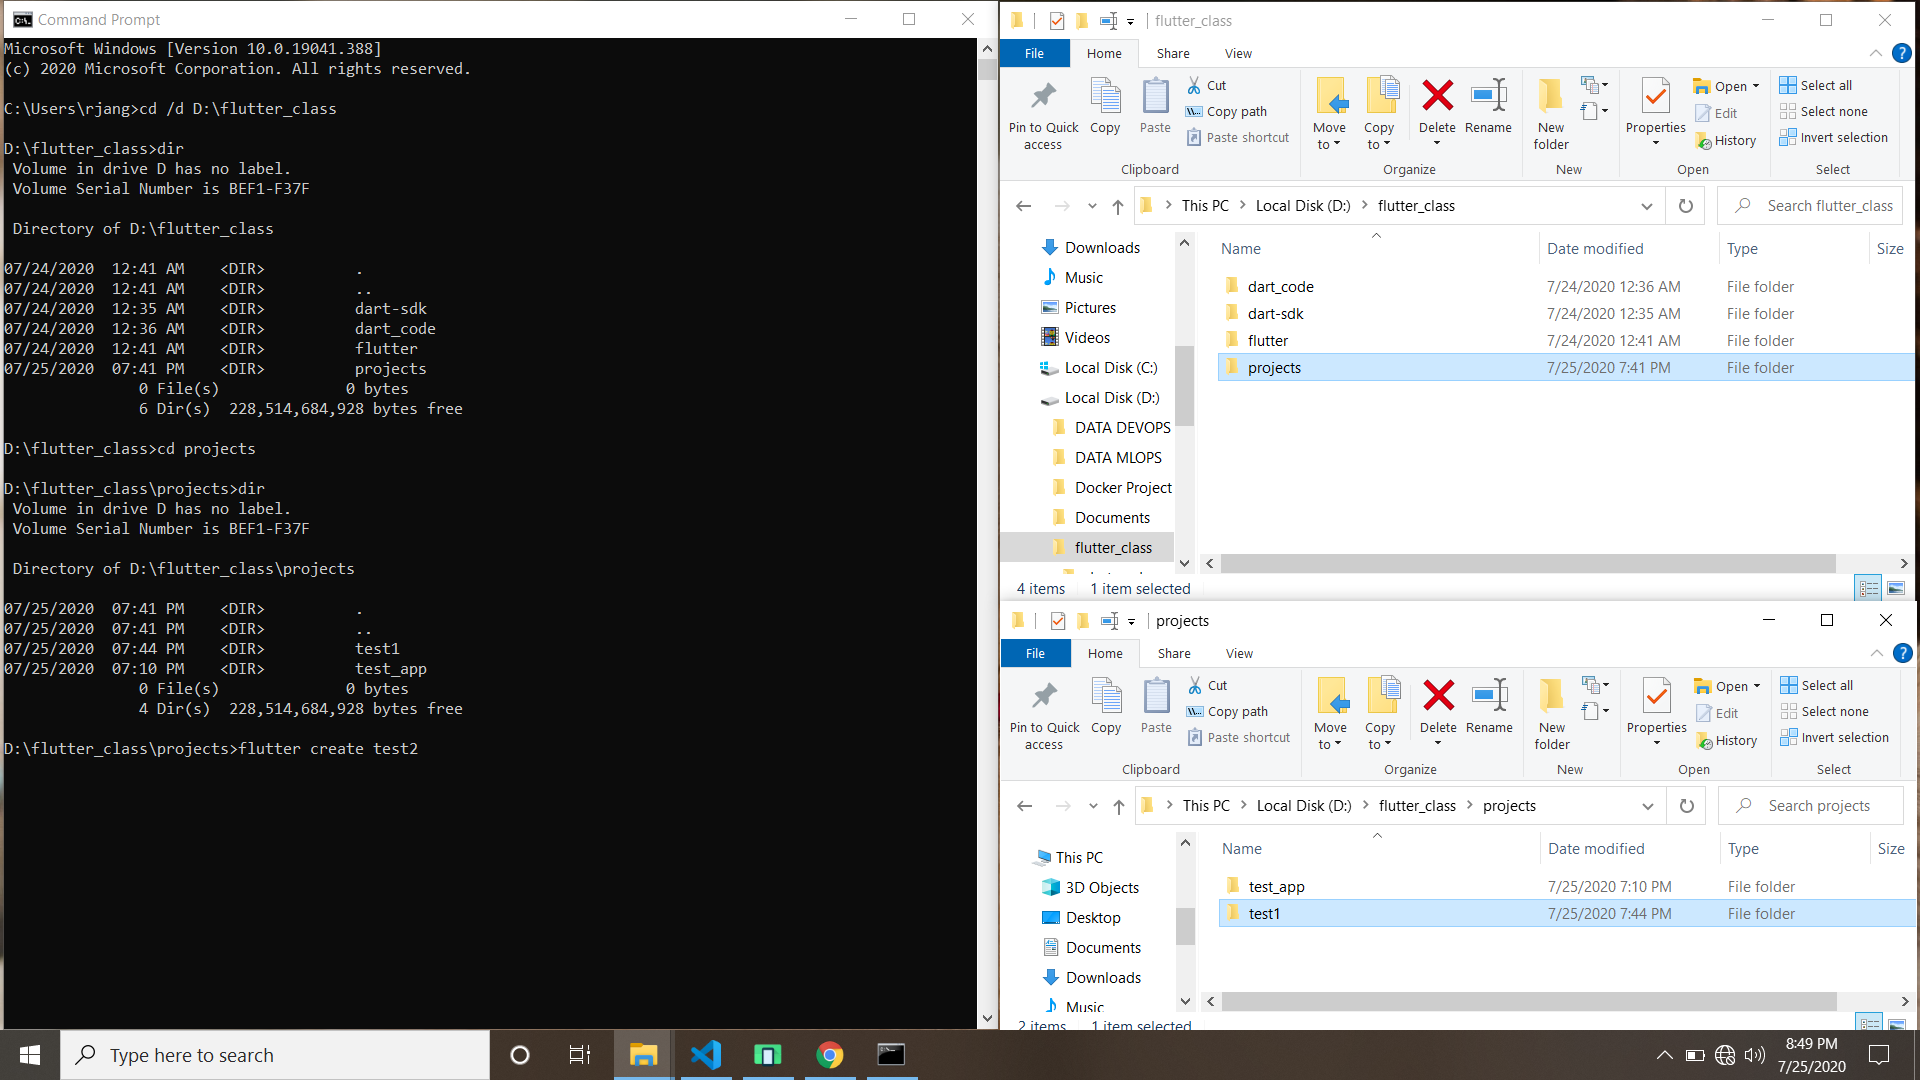 Command Prompt
Microsoft Windows [Version 10.0.19041.388]
(c) 2020 Microsoft Corporation. All rights reserved.
C:\Users\rjang>cd /d D:\flutter_class
D:\flutter_class>dir
Volume in drive D has no label.
Volume Serial Number is BEF1-F37F
Directory of D:\flutter_class
07/24/2020 12:41 AM <DIR> .
07/24/2020 12:41 AM <DIR> ..
07/24/2020 12:35 AM <DIR> dart-sdk
07/24/2020 12:36 AM <DIR> dart_code
07/24/2020 12:41 AM <DIR> flutter
07/25/2020 07:41 PM <DIR> projects
0 File(s) 0 bytes
6 Dir(s) 228,514,684,928 bytes free
D:\flutter_class>cd projects
D:\flutter_class\projects>dir
Volume in drive D has no label.
Volume Serial Number is BEF1-F37F
Directory of D:\flutter_class\projects
07/25/2020 07:41 PM <DIR> .
07/25/2020 07:41 PM <DIR> ..
07/25/2020 07:44 PM <DIR> test1
07/25/2020 07:10 PM <DIR> test_app
0 File(s) 0 bytes
4 Dir(s) 228,514,684,928 bytes free
D:\flutter_class\projects>flutter create test2
flutter_class
File Home Share View
Pin to Quick access
Copy
Paste
Cut
Copy path
Paste shortcut
Clipboard
Move to
Copy to
Delete
Rename
Organize
New folder
New
Properties
Open
Edit
History
Open
Select all
Select none
Invert selection
Select
This PC > Local Disk (D:) > flutter_class
Search flutter_class
Downloads
Music
Pictures
Videos
Local Disk (C:)
Local Disk (D:)
DATA DEVOPS
DATA MLOPS
Docker Project
Documents
flutter_class
Name Date modified Type Size
dart_code 7/24/2020 12:36 AM File folder
dart-sdk 7/24/2020 12:35 AM File folder
flutter 7/24/2020 12:41 AM File folder
projects 7/25/2020 7:41 PM File folder
4 items 1 item selected
projects
File Home Share View
Pin to Quick access
Copy
Paste
Cut
Copy path
Paste shortcut
Clipboard
Move to
Copy to
Delete
Rename
Organize
New folder
New
Properties
Open
Edit
History
Open
Select all
Select none
Invert selection
Select
This PC > Local Disk (D:) > flutter_class > projects
Search projects
This PC
3D Objects
Desktop
Documents
Downloads
Music
Name Date modified Type Size
test_app 7/25/2020 7:10 PM File folder
test1 7/25/2020 7:44 PM File folder
2 items 1 item selected
Type here to search
8:49 PM
7/25/2020